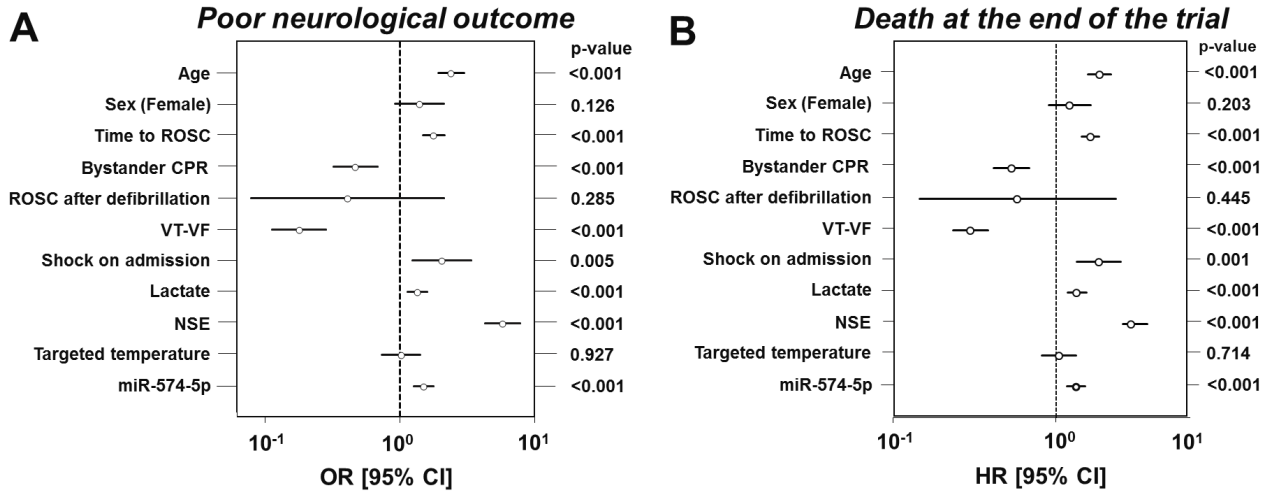 A
Poor neurological outcome
p-value
Age <0.001
Sex (Female) 0.126
Time to ROSC <0.001
Bystander CPR <0.001
ROSC after defibrillation 0.285
VT-VF <0.001
Shock on admission 0.005
Lactate <0.001
NSE <0.001
Targeted temperature 0.927
miR-574-5p <0.001
10⁻¹ 10⁰ 10¹
OR [95% CI]
B
Death at the end of the trial
p-value
Age <0.001
Sex (Female) 0.203
Time to ROSC <0.001
Bystander CPR <0.001
ROSC after defibrillation 0.445
VT-VF <0.001
Shock on admission 0.001
Lactate <0.001
NSE <0.001
Targeted temperature 0.714
miR-574-5p <0.001
10⁻¹ 10⁰ 10¹
HR [95% CI]